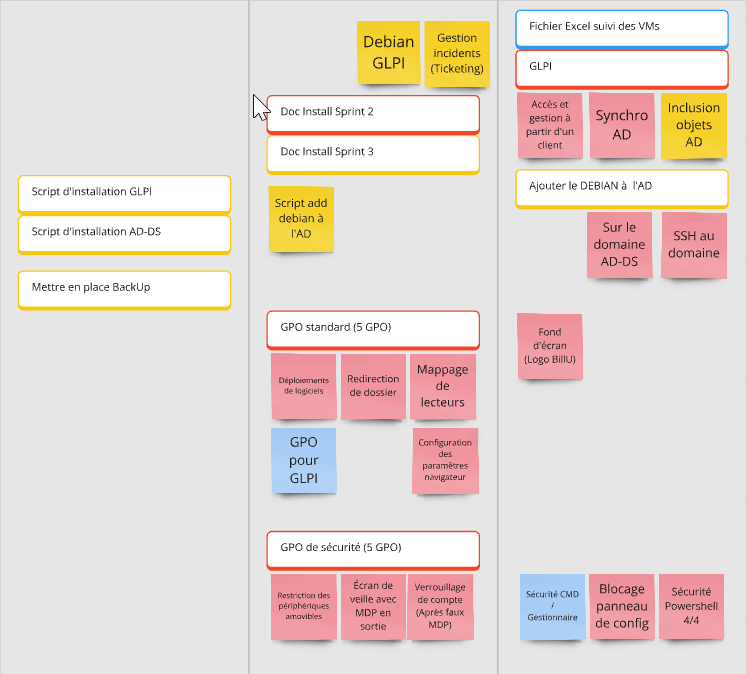 Script d'installation GLPI
Script d'installation AD-DS
Mettre en place BackUp
Debian
GLPI
Gestion
incidents
(Ticketing)
Doc Install Sprint 2
Doc Install Sprint 3
Script add
debian à
l'AD
GPO standard (5 GPO)
Déploiements
de logiciels
Redirection
de dossier
Mappage
de
lecteurs
GPO
pour
GLPI
Configuration
des
paramètres
navigateur
GPO de sécurité (5 GPO)
Restriction des
périphériques
amovibles
Écran de
veille avec
MDP en
sortie
Verrouillage
de compte
(Après faux
MDP)
Fichier Excel suivi des VMs
GLPI
Accès et
gestion à
partir d'un
client
Synchro
AD
Inclusion
objets
AD
Ajouter le DEBIAN à  l'AD
Sur le
domaine
AD-DS
SSH au
domaine
Fond
d'écran
(Logo BillU)
Sécurité CMD
/
Gestionnaire
Blocage
panneau
de config
Sécurité
Powershell
4/4